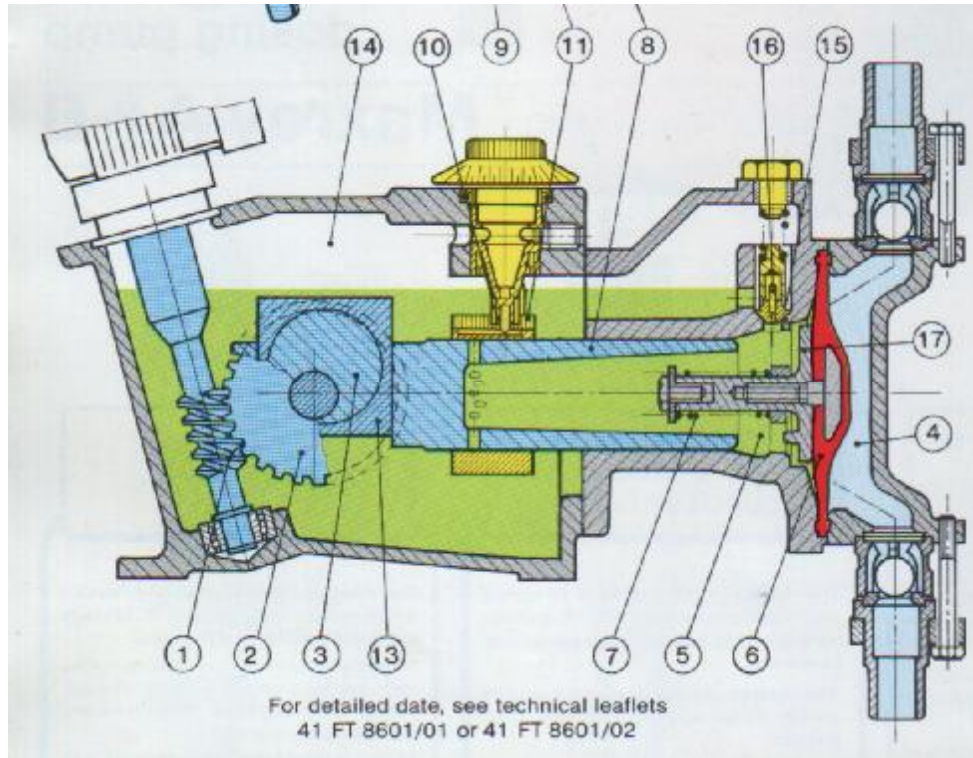 14 10 9 11 8 16 15
17
4
1 2 3 13 7 5 6
For detailed date, see technical leaflets
41 FT 8601/01 or 41 FT 8601/02